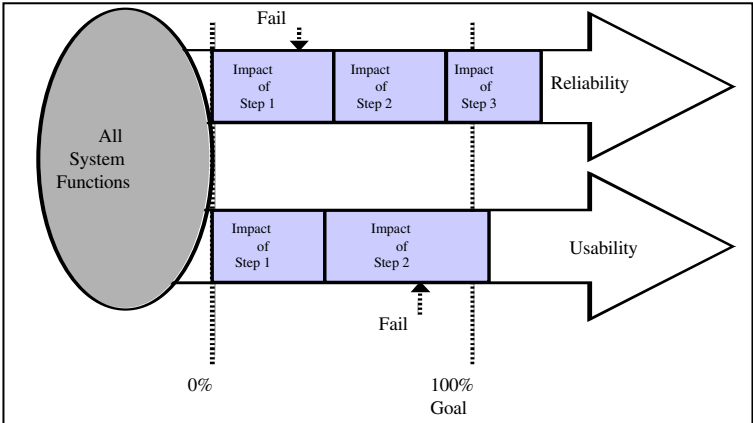 Fail
Impact
of
Step 1
Impact
of
Step 2
Impact
of
Step 3
Reliability
All
System
Functions
Impact
of
Step 1
Impact
of
Step 2
Usability
Fail
0%
100%
Goal